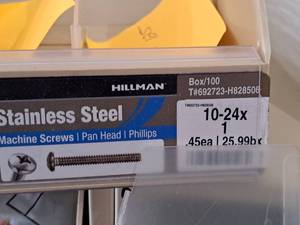 HILLMAN
Box/100
T#692723-H828506
Stainless Steel
Machine Screws | Pan Head | Phillips
10-24x
1
.45ea | 25.99bx